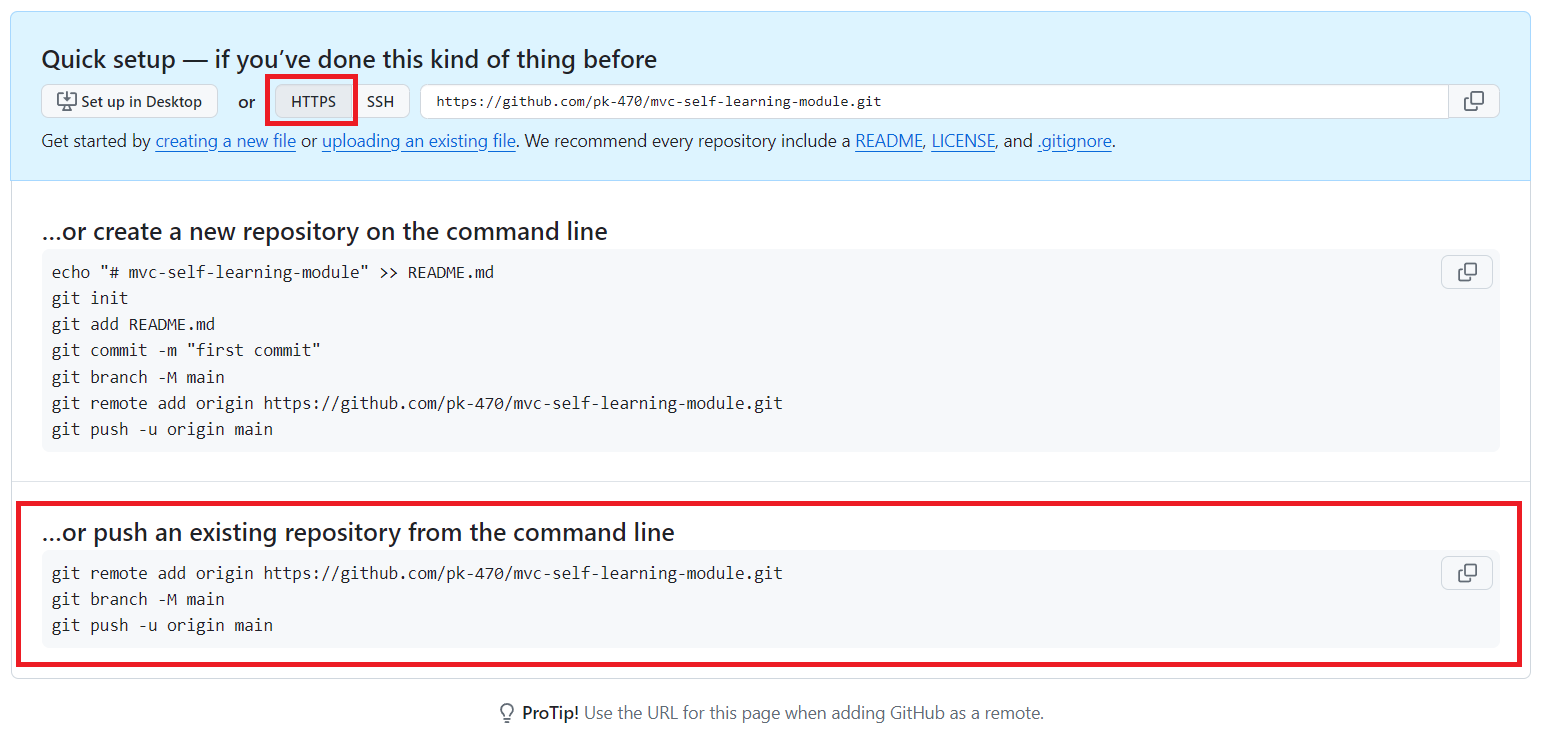 Quick setup — if you’ve done this kind of thing before
Set up in Desktop or HTTPS SSH https://github.com/pk-470/mvc-self-learning-module.git
Get started by creating a new file or uploading an existing file. We recommend every repository include a README, LICENSE, and .gitignore.
…or create a new repository on the command line
echo "# mvc-self-learning-module" >> README.md
git init
git add README.md
git commit -m "first commit"
git branch -M main
git remote add origin https://github.com/pk-470/mvc-self-learning-module.git
git push -u origin main
…or push an existing repository from the command line
git remote add origin https://github.com/pk-470/mvc-self-learning-module.git
git branch -M main
git push -u origin main
ProTip! Use the URL for this page when adding GitHub as a remote.